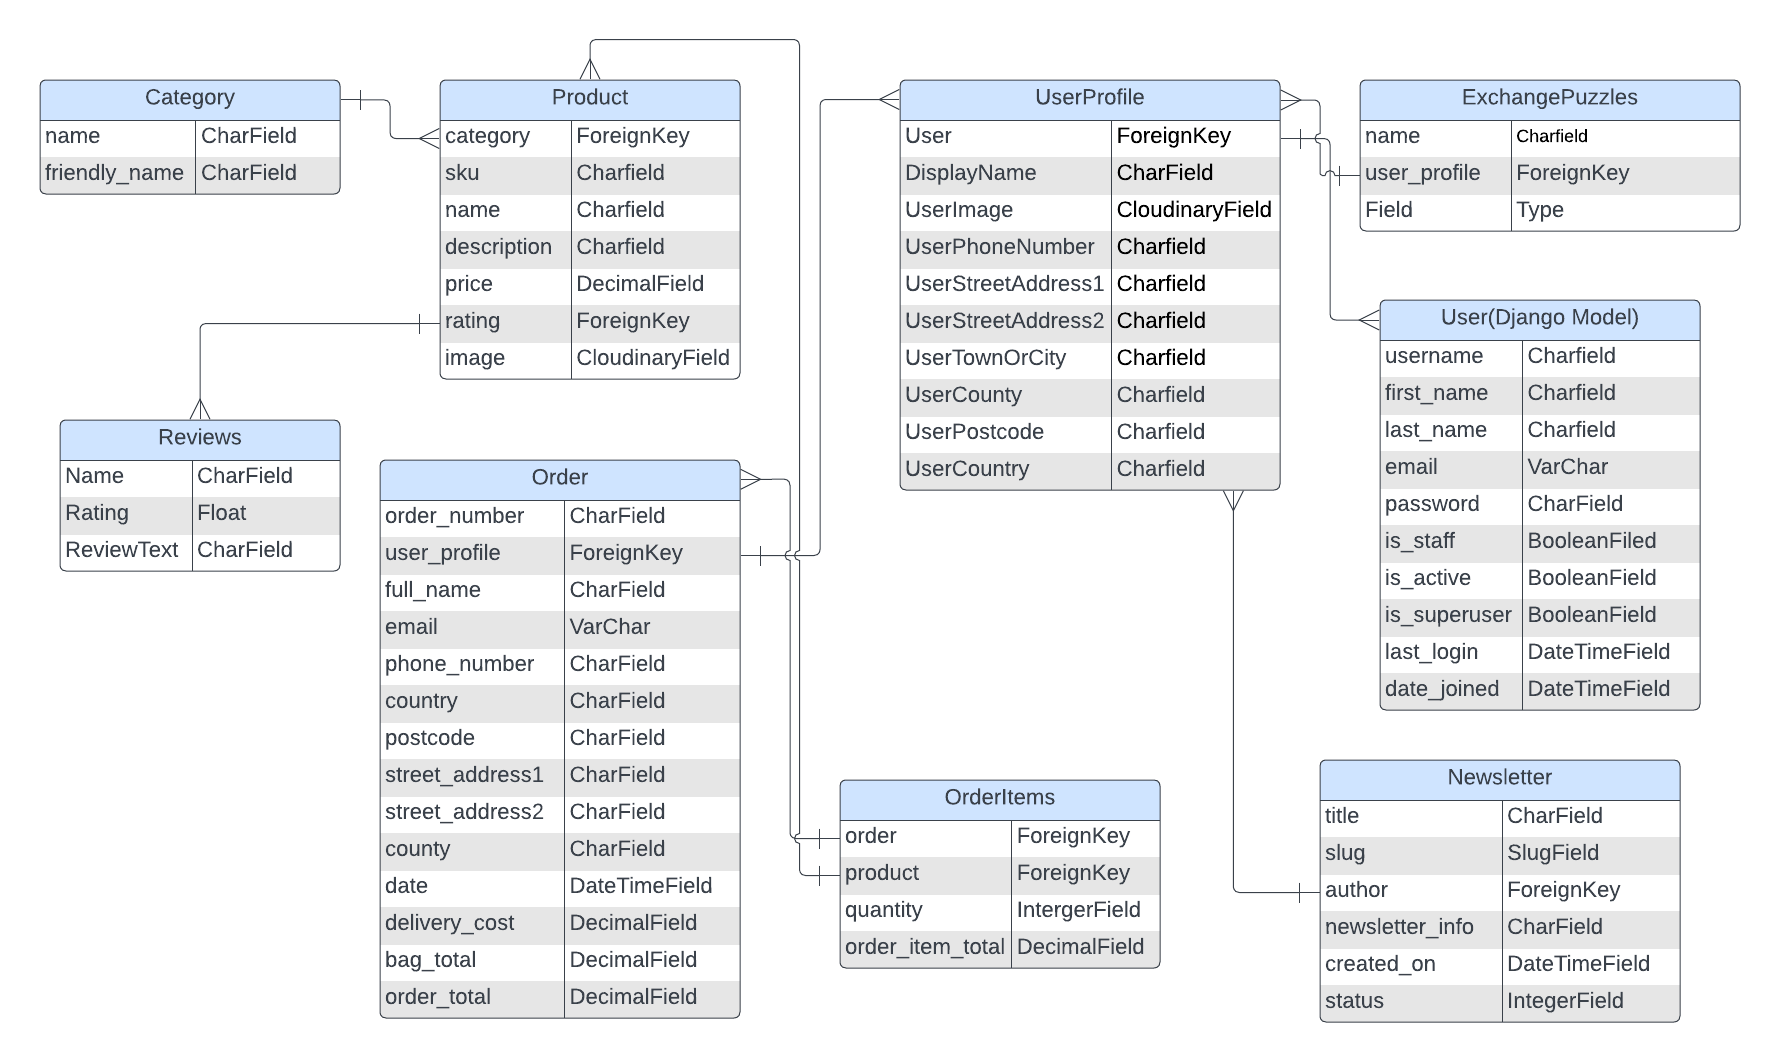 Category
name CharField
friendly_name CharField
Product
category ForeignKey
sku Charfield
name Charfield
description Charfield
price DecimalField
rating ForeignKey
image CloudinaryField
UserProfile
User ForeignKey
DisplayName CharField
UserImage CloudinaryField
UserPhoneNumber Charfield
UserStreetAddress1 Charfield
UserStreetAddress2 Charfield
UserTownOrCity Charfield
UserCounty Charfield
UserPostcode Charfield
UserCountry Charfield
ExchangePuzzles
name Charfield
user_profile ForeignKey
Field Type
User(Django Model)
username Charfield
first_name Charfield
last_name Charfield
email VarChar
password CharField
is_staff BooleanFiled
is_active BooleanField
is_superuser BooleanField
last_login DateTimeField
date_joined DateTimeField
Reviews
Name CharField
Rating Float
ReviewText CharField
Order
order_number CharField
user_profile ForeignKey
full_name CharField
email VarChar
phone_number CharField
country CharField
postcode CharField
street_address1 CharField
street_address2 CharField
county CharField
date DateTimeField
delivery_cost DecimalField
bag_total DecimalField
order_total DecimalField
OrderItems
order ForeignKey
product ForeignKey
quantity IntergerField
order_item_total DecimalField
Newsletter
title CharField
slug SlugField
author ForeignKey
newsletter_info CharField
created_on DateTimeField
status IntegerField